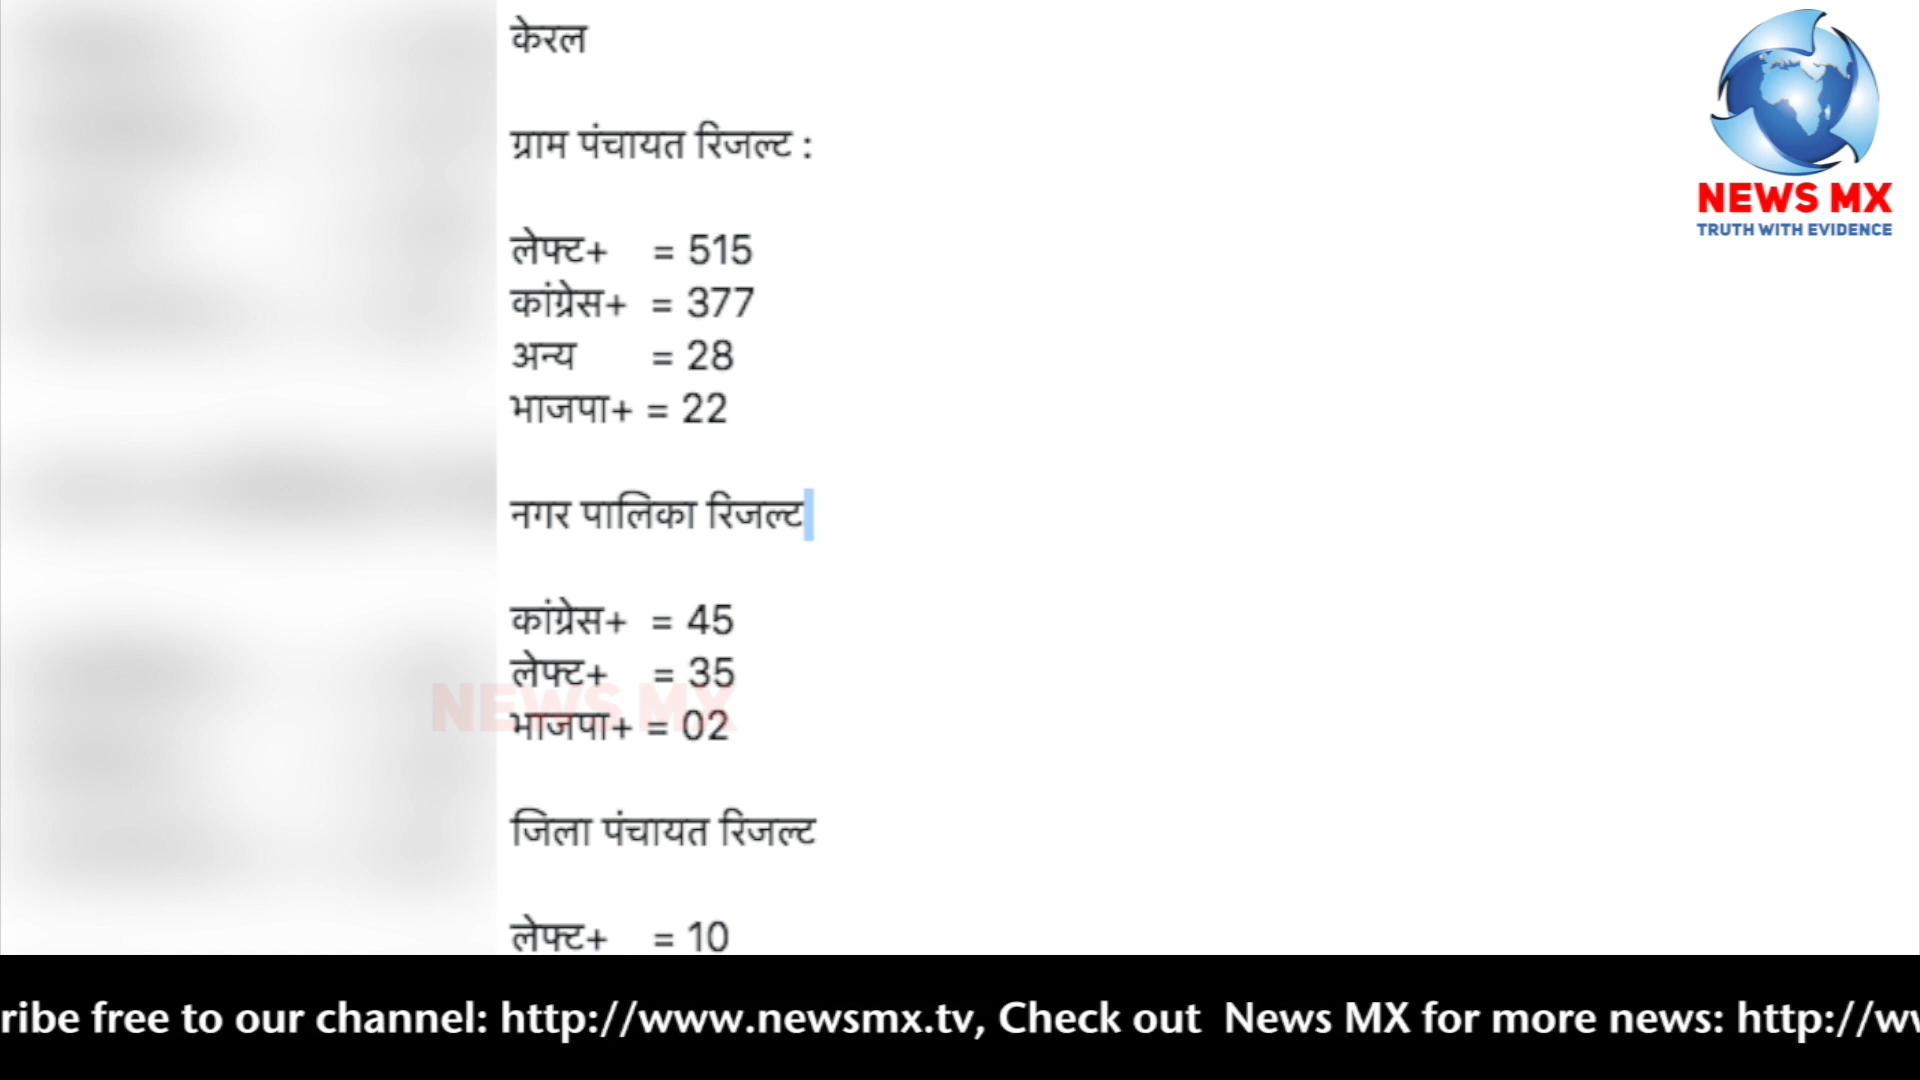 केरल
ग्राम पंचायत रिजल्ट :
लेफ्ट+ = 515
कांग्रेस+ = 377
अन्य = 28
भाजपा+ = 22
नगर पालिका रिजल्ट
कांग्रेस+ = 45
लेफ्ट+ = 35
भाजपा+ = 02
जिला पंचायत रिजल्ट
लेफ्ट+ = 10
NEWS MX
TRUTH WITH EVIDENCE
NEWS MX
ribe free to our channel: http://www.newsmx.tv, Check out News MX for more news: http://w